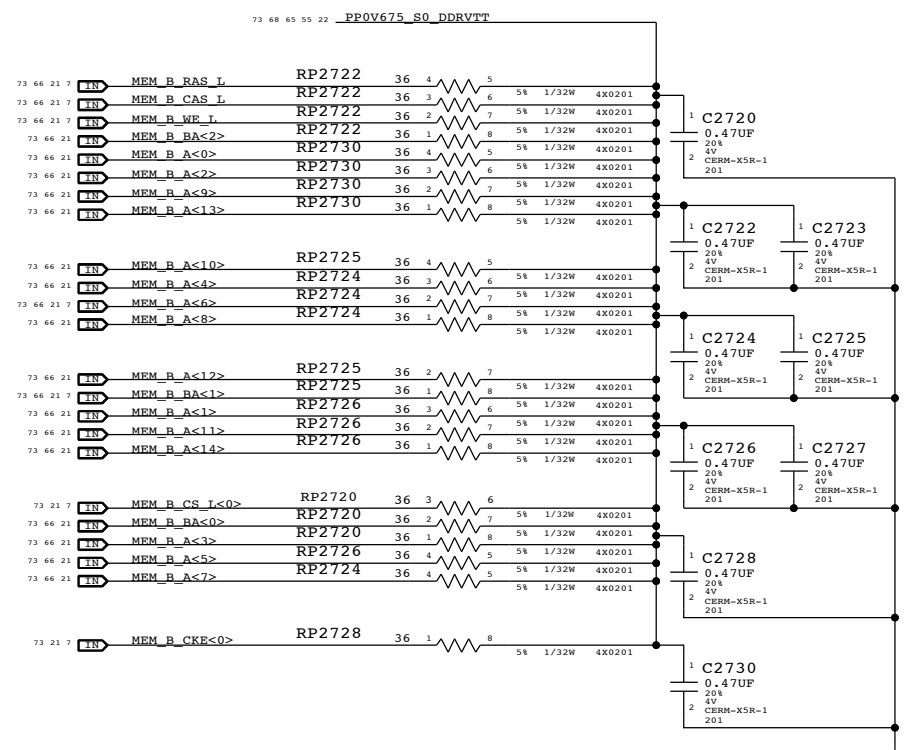 73 68 65 55 22 PP0V675_S0_DDRVTT
73 66 21 7 IN MEM_B_RAS_L RP2722 36 4 5 5% 1/32W 4X0201
73 66 21 7 IN MEM_B_CAS_L RP2722 36 3 6 5% 1/32W 4X0201
73 66 21 7 IN MEM_B_WE_L RP2722 36 2 7 5% 1/32W 4X0201
73 66 21 IN MEM_B_BA<2> RP2722 36 1 8 5% 1/32W 4X0201
73 66 21 IN MEM_B_A<0> RP2730 36 4 5 5% 1/32W 4X0201
73 66 21 IN MEM_B_A<2> RP2730 36 3 6 5% 1/32W 4X0201
73 66 21 IN MEM_B_A<9> RP2730 36 2 7 5% 1/32W 4X0201
73 66 21 IN MEM_B_A<13> RP2730 36 1 8 5% 1/32W 4X0201
73 66 21 IN MEM_B_A<10> RP2725 36 4 5 5% 1/32W 4X0201
73 66 21 IN MEM_B_A<4> RP2724 36 3 6 5% 1/32W 4X0201
73 66 21 7 IN MEM_B_A<6> RP2724 36 2 7 5% 1/32W 4X0201
73 66 21 IN MEM_B_A<8> RP2724 36 1 8 5% 1/32W 4X0201
73 66 21 IN MEM_B_A<12> RP2725 36 2 7 5% 1/32W 4X0201
73 66 21 7 IN MEM_B_BA<1> RP2725 36 1 8 5% 1/32W 4X0201
73 66 21 IN MEM_B_A<1> RP2726 36 3 6 5% 1/32W 4X0201
73 66 21 IN MEM_B_A<11> RP2726 36 2 7 5% 1/32W 4X0201
73 66 21 IN MEM_B_A<14> RP2726 36 1 8 5% 1/32W 4X0201
73 21 7 IN MEM_B_CS_L<0> RP2720 36 3 6 5% 1/32W 4X0201
73 66 21 7 IN MEM_B_BA<0> RP2720 36 2 7 5% 1/32W 4X0201
73 66 21 IN MEM_B_A<3> RP2720 36 1 8 5% 1/32W 4X0201
73 66 21 IN MEM_B_A<5> RP2726 36 4 5 5% 1/32W 4X0201
73 66 21 IN MEM_B_A<7> RP2724 36 4 5 5% 1/32W 4X0201
73 21 7 IN MEM_B_CKE<0> RP2728 36 1 8 5% 1/32W 4X0201
1 C2720
0.47UF
20%
4V
2 CERM-X5R-1
201
1 C2722 1 C2723
0.47UF 0.47UF
20% 20%
4V 4V
2 CERM-X5R-1 2 CERM-X5R-1
201 201
1 C2724 1 C2725
0.47UF 0.47UF
20% 20%
4V 4V
2 CERM-X5R-1 2 CERM-X5R-1
201 201
1 C2726 1 C2727
0.47UF 0.47UF
20% 20%
4V 4V
2 CERM-X5R-1 2 CERM-X5R-1
201 201
1 C2728
0.47UF
20%
4V
2 CERM-X5R-1
201
1 C2730
0.47UF
20%
4V
2 CERM-X5R-1
201